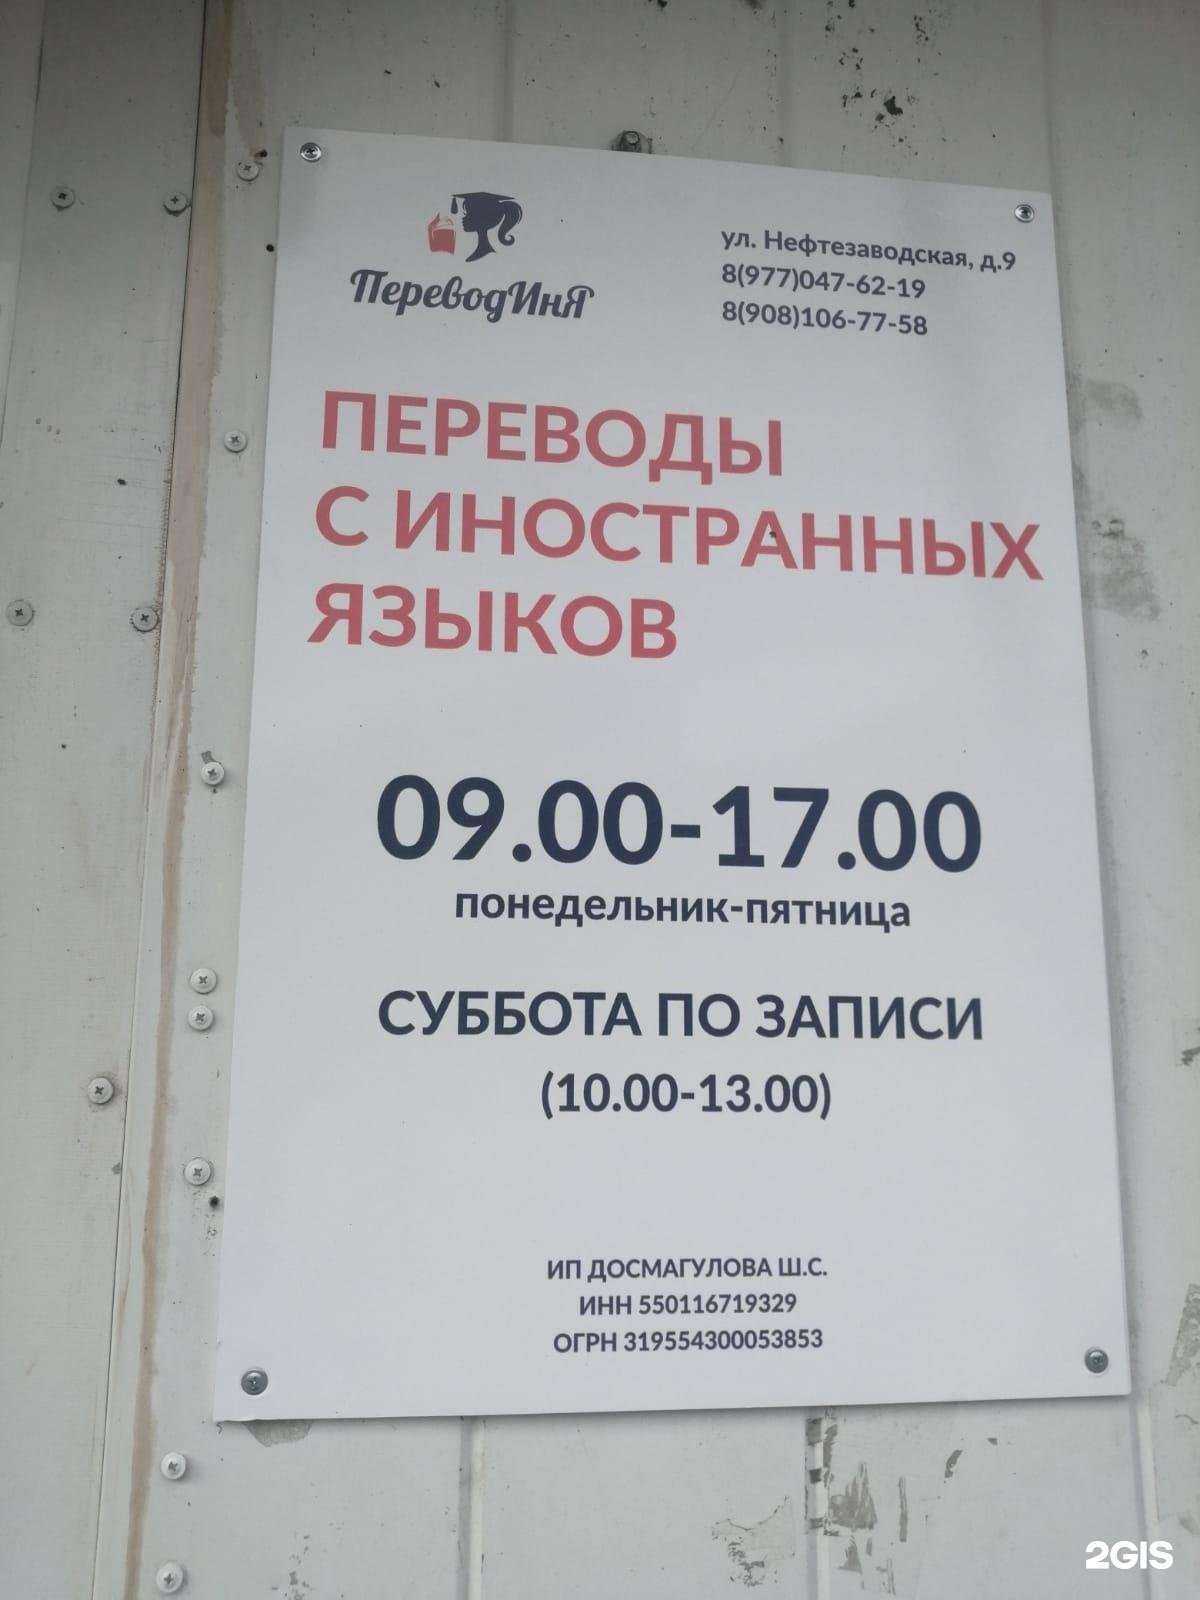 ПереводИнЯ
ул. Нефтезаводская, д.9
8(977)047-62-19
8(908)106-77-58
ПЕРЕВОДЫ
С ИНОСТРАННЫХ
ЯЗЫКОВ
09.00-17.00
понедельник-пятница
СУББОТА ПО ЗАПИСИ
(10.00-13.00)
ИП ДОСМАГУЛОВА Ш.С.
ИНН 550116719329
ОГРН 319554300053853
2GIS